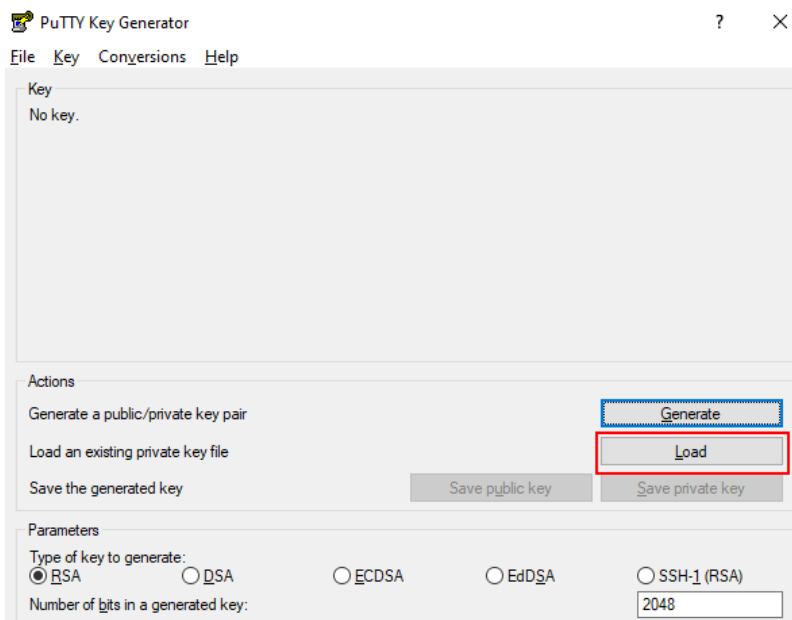 PuTTY Key Generator ? ×
File Key Conversions Help
Key
No key.
Actions
Generate a public/private key pair Generate
Load an existing private key file Load
Save the generated key Save public key Save private key
Parameters
Type of key to generate:
RSA DSA ECDSA EdDSA SSH-1 (RSA)
Number of bits in a generated key: 2048